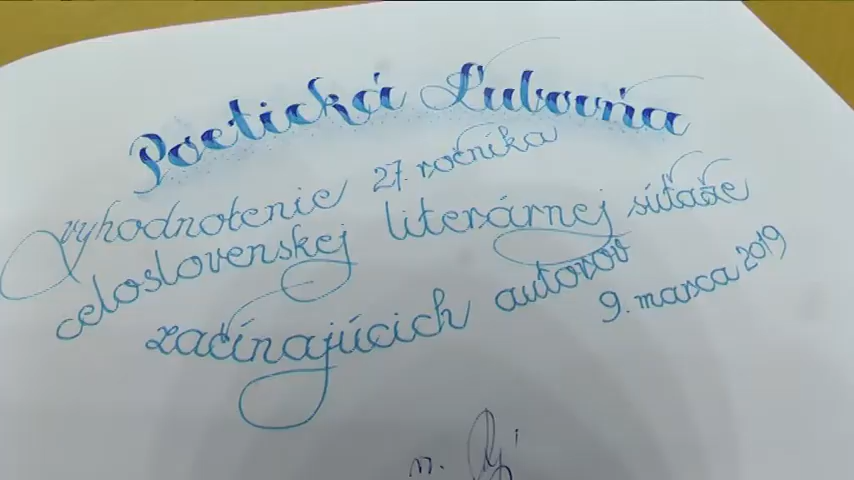 Poetická Ľubovňa
vyhodnotenie 27. ročníka
celoslovenskej literárnej súťaže
začínajúcich autorov
9. marca 2019